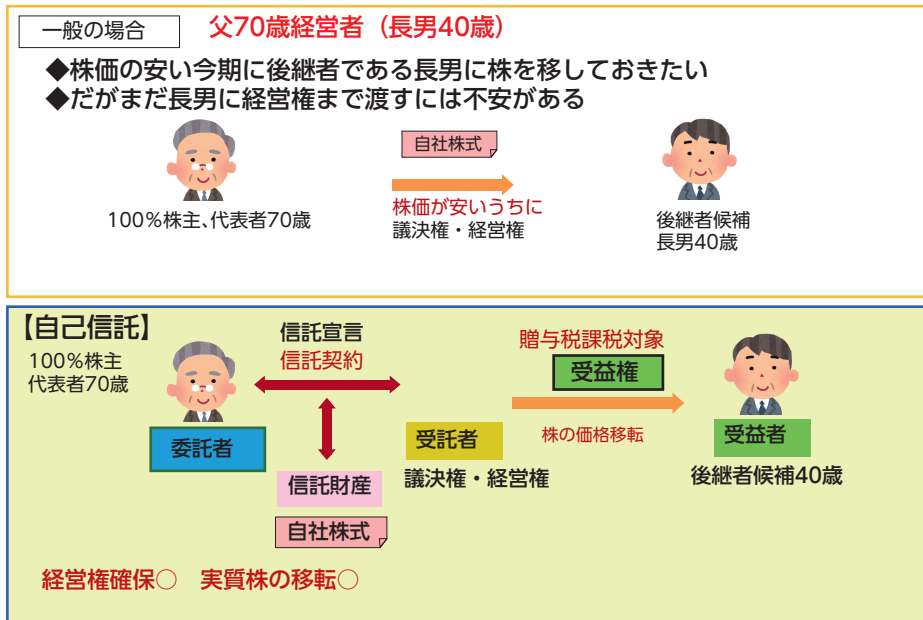 一般の場合
父70歳経営者（長男40歳）
◆株価の安い今期に後継者である長男に株を移しておきたい
◆だがまだ長男に経営権まで渡すには不安がある
自社株式
100％株主、代表者70歳
株価が安いうちに
議決権・経営権
後継者候補
長男40歳
【自己信託】
100％株主
代表者70歳
信託宣言
信託契約
贈与税課税対象
受益権
委託者
受託者
株の価格移転
受益者
信託財産
議決権・経営権
後継者候補40歳
自社株式
経営権確保○　実質株の移転○